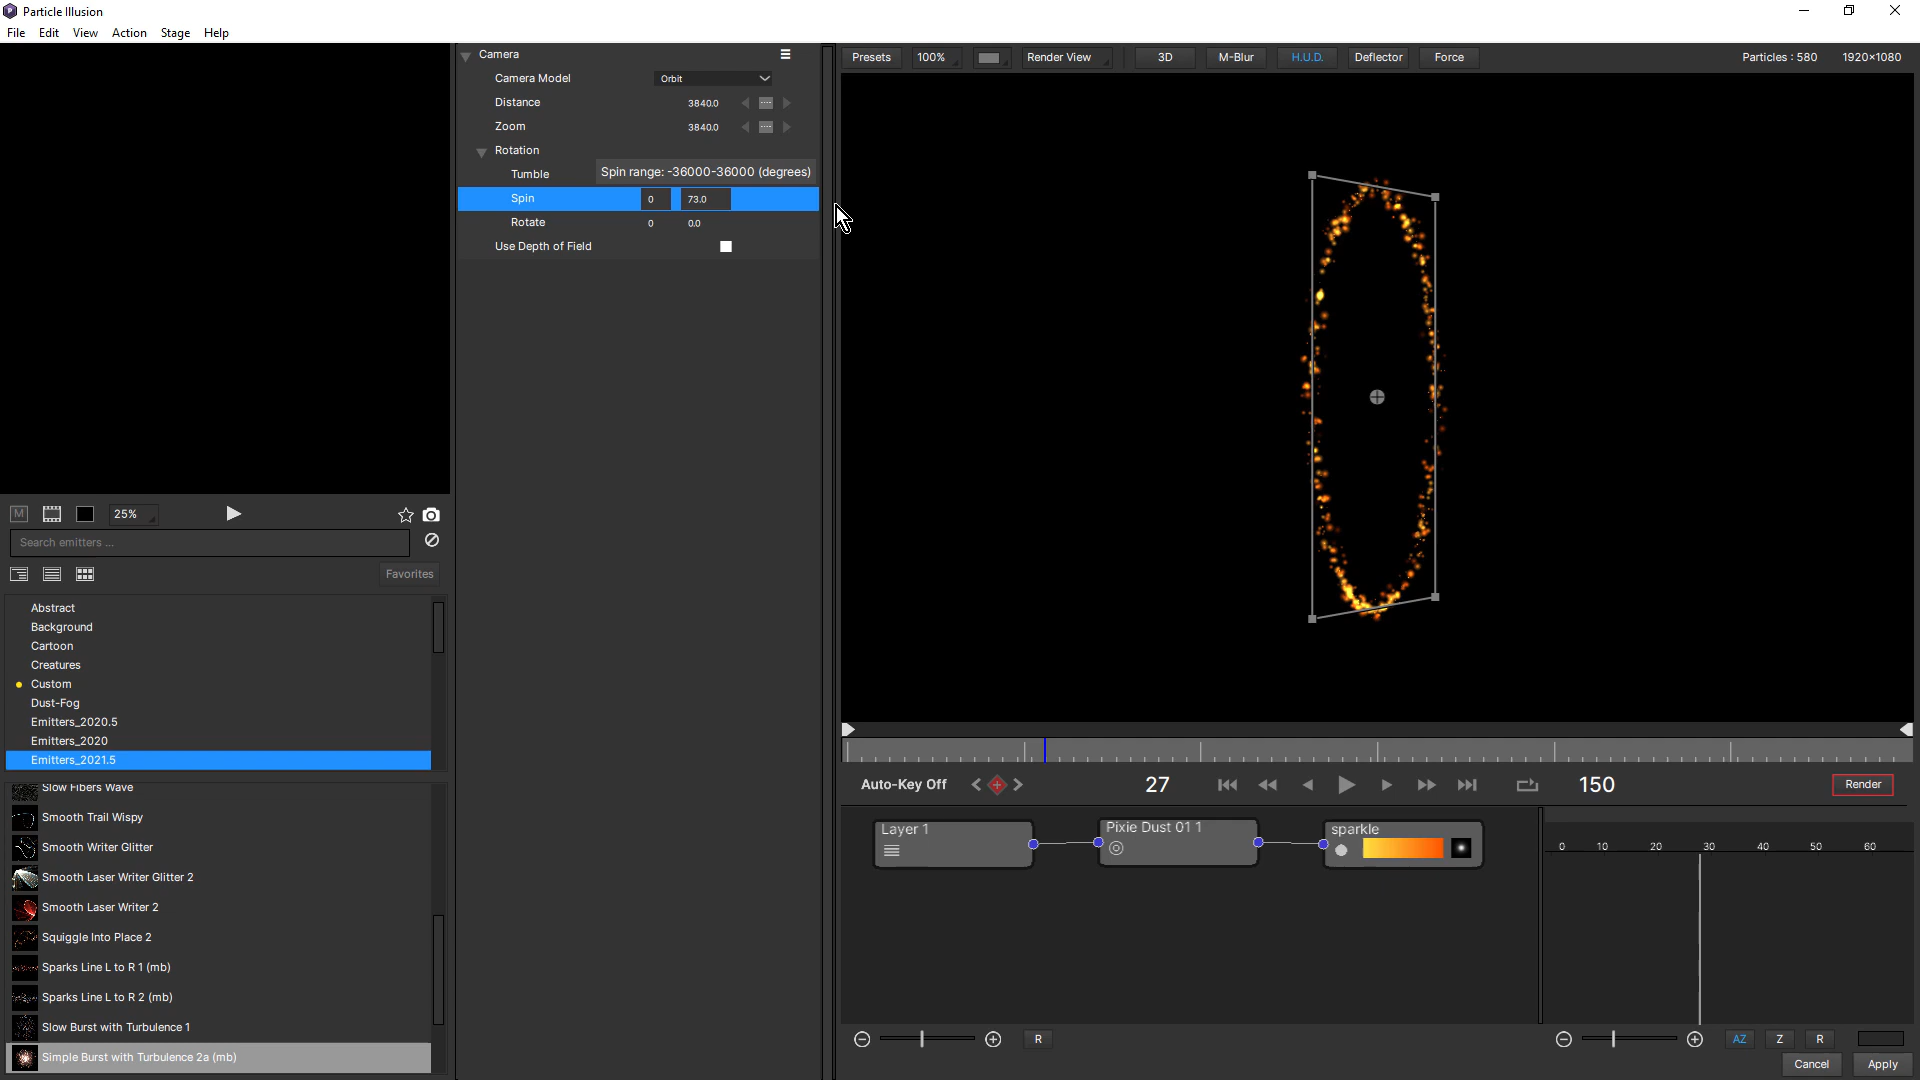 Particle Illusion
File Edit View Action Stage Help
Camera
Camera Model Orbit
Distance 3840.0
Zoom 3840.0
Rotation
Tumble
Spin range: -36000-36000 (degrees)
Spin 0 73.0
Rotate 0 0.0
Use Depth of Field
Presets 100% Render View 3D M-Blur H.U.D. Deflector Force Particles : 580 1920×1080
M 25%
Search emitters ...
Favorites
Abstract
Background
Cartoon
Creatures
Custom
Dust-Fog
Emitters_2020.5
Emitters_2020
Emitters_2021.5
Slow Fibers Wave
Smooth Trail Wispy
Smooth Writer Glitter
Smooth Laser Writer Glitter 2
Smooth Laser Writer 2
Squiggle Into Place 2
Sparks Line L to R 1 (mb)
Sparks Line L to R 2 (mb)
Slow Burst with Turbulence 1
Simple Burst with Turbulence 2a (mb)
Auto-Key Off 27 150 Render
Layer 1
Pixie Dust 01 1
sparkle
0 10 20 30 40 50 60
R AZ Z R
Cancel Apply